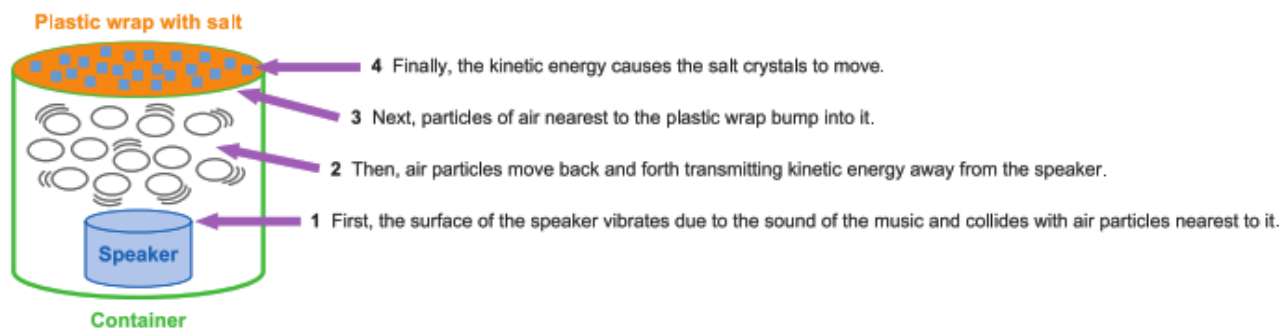 Plastic wrap with salt
4 Finally, the kinetic energy causes the salt crystals to move.
3 Next, particles of air nearest to the plastic wrap bump into it.
2 Then, air particles move back and forth transmitting kinetic energy away from the speaker.
1 First, the surface of the speaker vibrates due to the sound of the music and collides with air particles nearest to it.
Speaker
Container